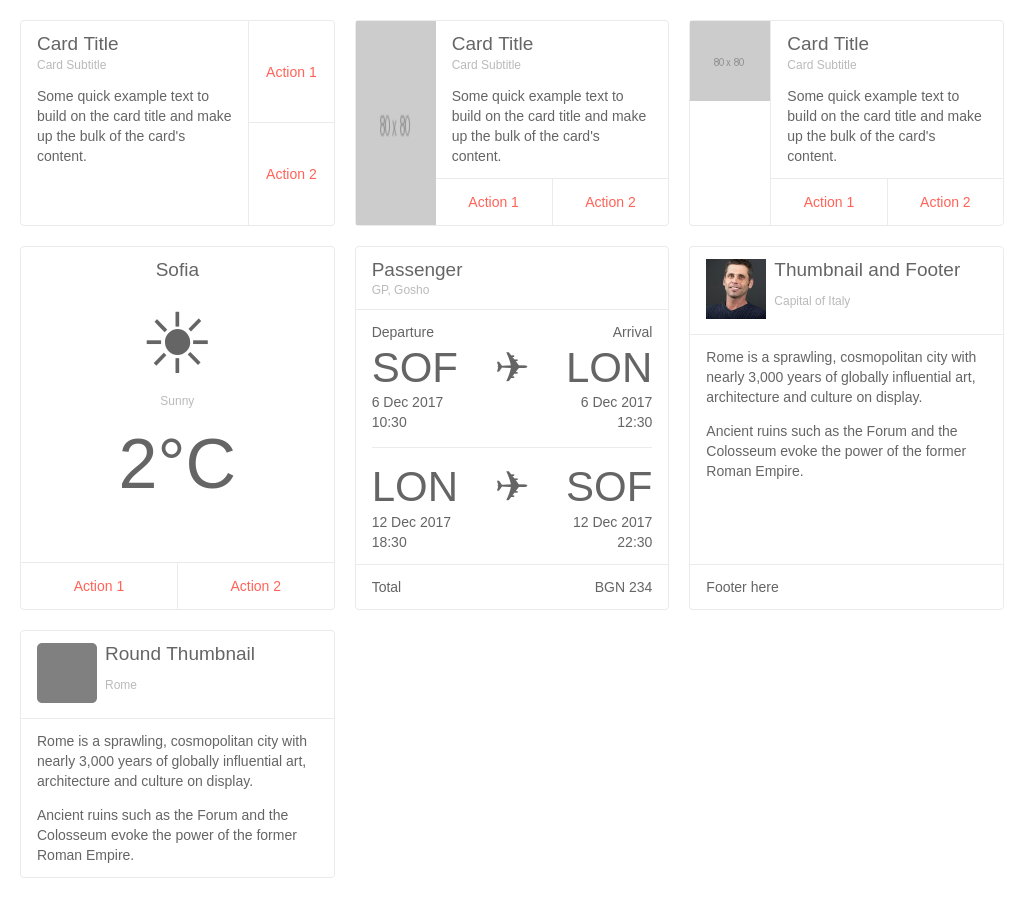 Card Title
Card Subtitle
Some quick example text to
build on the card title and make
up the bulk of the card's
content.
Action 1
Action 2
80 x 80
Card Title
Card Subtitle
Some quick example text to
build on the card title and make
up the bulk of the card's
content.
Action 1
Action 2
80 x 80
Card Title
Card Subtitle
Some quick example text to
build on the card title and make
up the bulk of the card's
content.
Action 1
Action 2
Sofia
Sunny
2°C
Action 1
Action 2
Passenger
GP, Gosho
Departure Arrival
SOF ✈ LON
6 Dec 2017 6 Dec 2017
10:30 12:30
LON ✈ SOF
12 Dec 2017 12 Dec 2017
18:30 22:30
Total BGN 234
Thumbnail and Footer
Capital of Italy
Rome is a sprawling, cosmopolitan city with
nearly 3,000 years of globally influential art,
architecture and culture on display.
Ancient ruins such as the Forum and the
Colosseum evoke the power of the former
Roman Empire.
Footer here
Round Thumbnail
Rome
Rome is a sprawling, cosmopolitan city with
nearly 3,000 years of globally influential art,
architecture and culture on display.
Ancient ruins such as the Forum and the
Colosseum evoke the power of the former
Roman Empire.